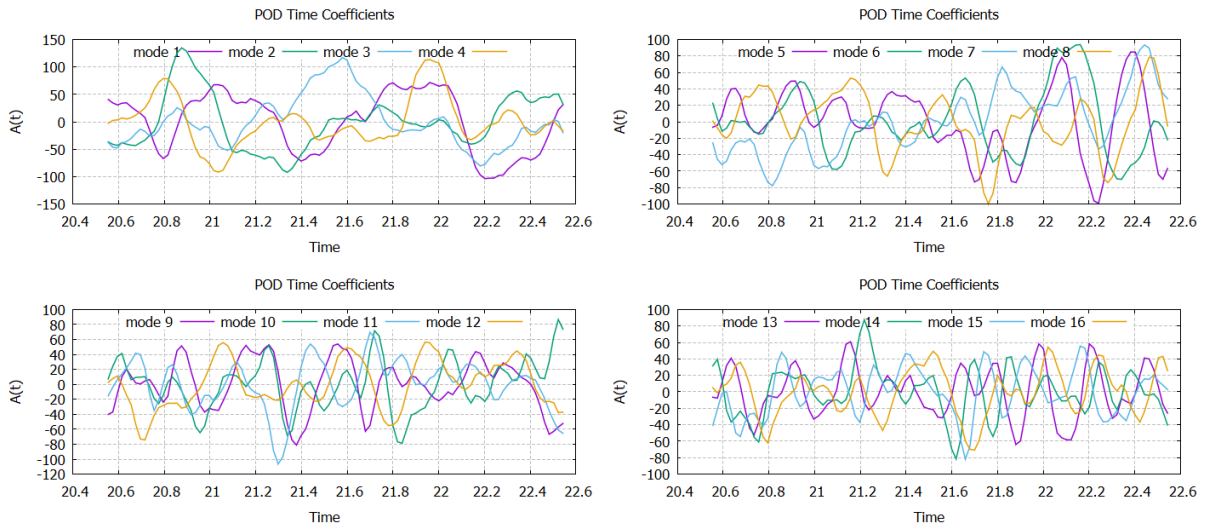 POD Time Coefficients
mode 1 mode 2 mode 3 mode 4
150
100
50
0
-50
-100
-150
A(t)
20.4 20.6 20.8 21 21.2 21.4 21.6 21.8 22 22.2 22.4 22.6
Time
POD Time Coefficients
mode 5 mode 6 mode 7 mode 8
100
80
60
40
20
0
-20
-40
-60
-80
-100
A(t)
20.4 20.6 20.8 21 21.2 21.4 21.6 21.8 22 22.2 22.4 22.6
Time
POD Time Coefficients
mode 9 mode 10 mode 11 mode 12
100
80
60
40
20
0
-20
-40
-60
-80
-100
-120
A(t)
20.4 20.6 20.8 21 21.2 21.4 21.6 21.8 22 22.2 22.4 22.6
Time
POD Time Coefficients
mode 13 mode 14 mode 15 mode 16
100
80
60
40
20
0
-20
-40
-60
-80
-100
A(t)
20.4 20.6 20.8 21 21.2 21.4 21.6 21.8 22 22.2 22.4 22.6
Time